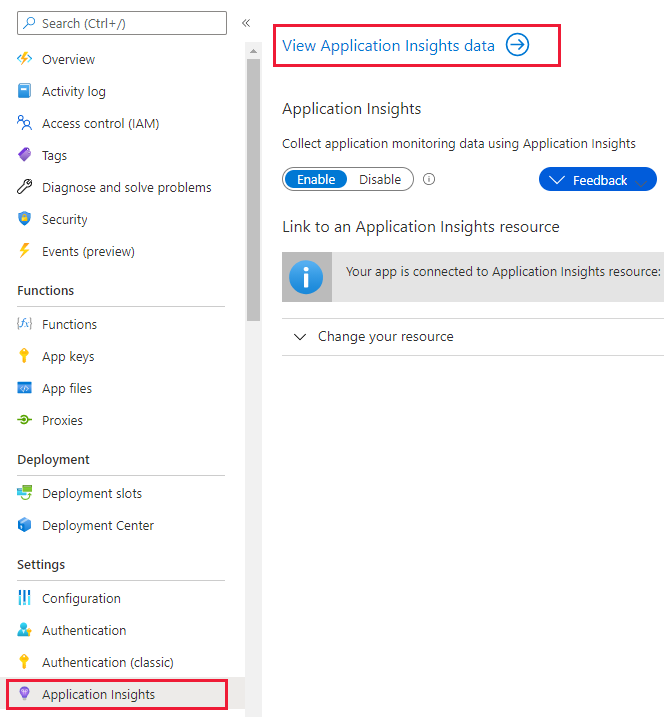 Search (Ctrl+/)
«
Overview
Activity log
Access control (IAM)
Tags
Diagnose and solve problems
Security
Events (preview)
Functions
Functions
App keys
App files
Proxies
Deployment
Deployment slots
Deployment Center
Settings
Configuration
Authentication
Authentication (classic)
Application Insights
View Application Insights data
Application Insights
Collect application monitoring data using Application Insights
Enable Disable
Feedback
Link to an Application Insights resource
Your app is connected to Application Insights resource:
Change your resource